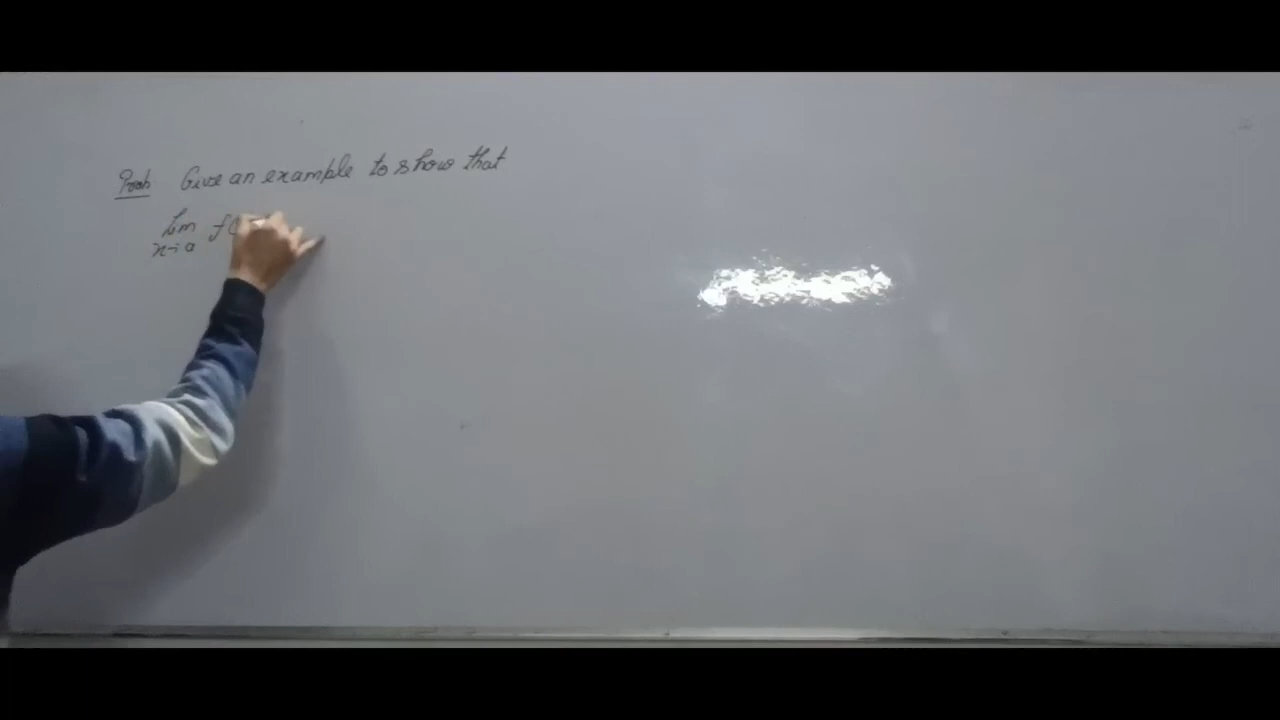 Prob Give an example to show that
lim f(
x→a